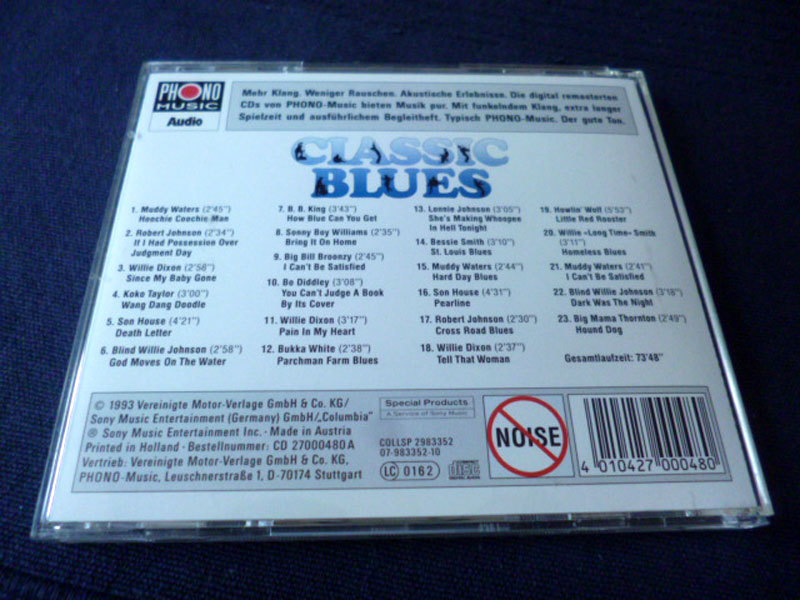 PHONO
MUSIC
Audio
Mehr Klang. Weniger Rauschen. Akustische Erlebnisse. Die digital remasterten
CDs von PHONO-Music bieten Musik pur. Mit funkelndem Klang, extra langer
Spielzeit und ausführlichem Begleitheft. Typisch PHONO-Music. Der gute Ton.
CLASSIC
BLUES
1. Muddy Waters (2'45")
Hoochie Coochie Man
2. Robert Johnson (2'34")
If I Had Possession Over
Judgment Day
3. Willie Dixon (2'58")
Since My Baby Gone
4. Koko Taylor (3'00")
Wang Dang Doodle
5. Son House (4'21")
Death Letter
6. Blind Willie Johnson (2'58")
God Moves On The Water
7. B. B. King (3'43")
How Blue Can You Get
8. Sonny Boy Williams (2'35")
Bring It On Home
9. Big Bill Broonzy (2'45")
I Can't Be Satisfied
10. Bo Diddley (3'08")
You Can't Judge A Book
By Its Cover
11. Willie Dixon (3'17")
Pain In My Heart
12. Bukka White (2'38")
Parchman Farm Blues
13. Lonnie Johnson (3'05")
She's Making Whoopee
In Hell Tonight
14. Bessie Smith (3'10")
St. Louis Blues
15. Muddy Waters (2'44")
Hard Day Blues
16. Son House (4'31")
Pearline
17. Robert Johnson (2'30")
Cross Road Blues
18. Willie Dixon (2'37")
Tell That Woman
19. Howlin' Wolf (5'53")
Little Red Rooster
20. Willie »Long Time« Smith
(3'11")
Homeless Blues
21. Muddy Waters (2'41")
I Can't Be Satisfied
22. Blind Willie Johnson (3'18")
Dark Was The Night
23. Big Mama Thornton (2'49")
Hound Dog
Gesamtlaufzeit: 73'48"
© 1993 Vereinigte Motor-Verlage GmbH & Co. KG/
Sony Music Entertainment (Germany) GmbH/„Columbia"
® Sony Music Entertainment Inc. · Made in Austria
Printed in Holland · Bestellnummer: CD 27000480 A
Vertrieb: Vereinigte Motor-Verlage GmbH & Co. KG,
PHONO-Music, Leuschnerstraße 1, D-70174 Stuttgart
Special Products
A Service of Sony Music
COLLSP 2983352
07-983352-10
LC 0162
COMPACT
disc
DIGITAL AUDIO
NOISE
4 010427 000480